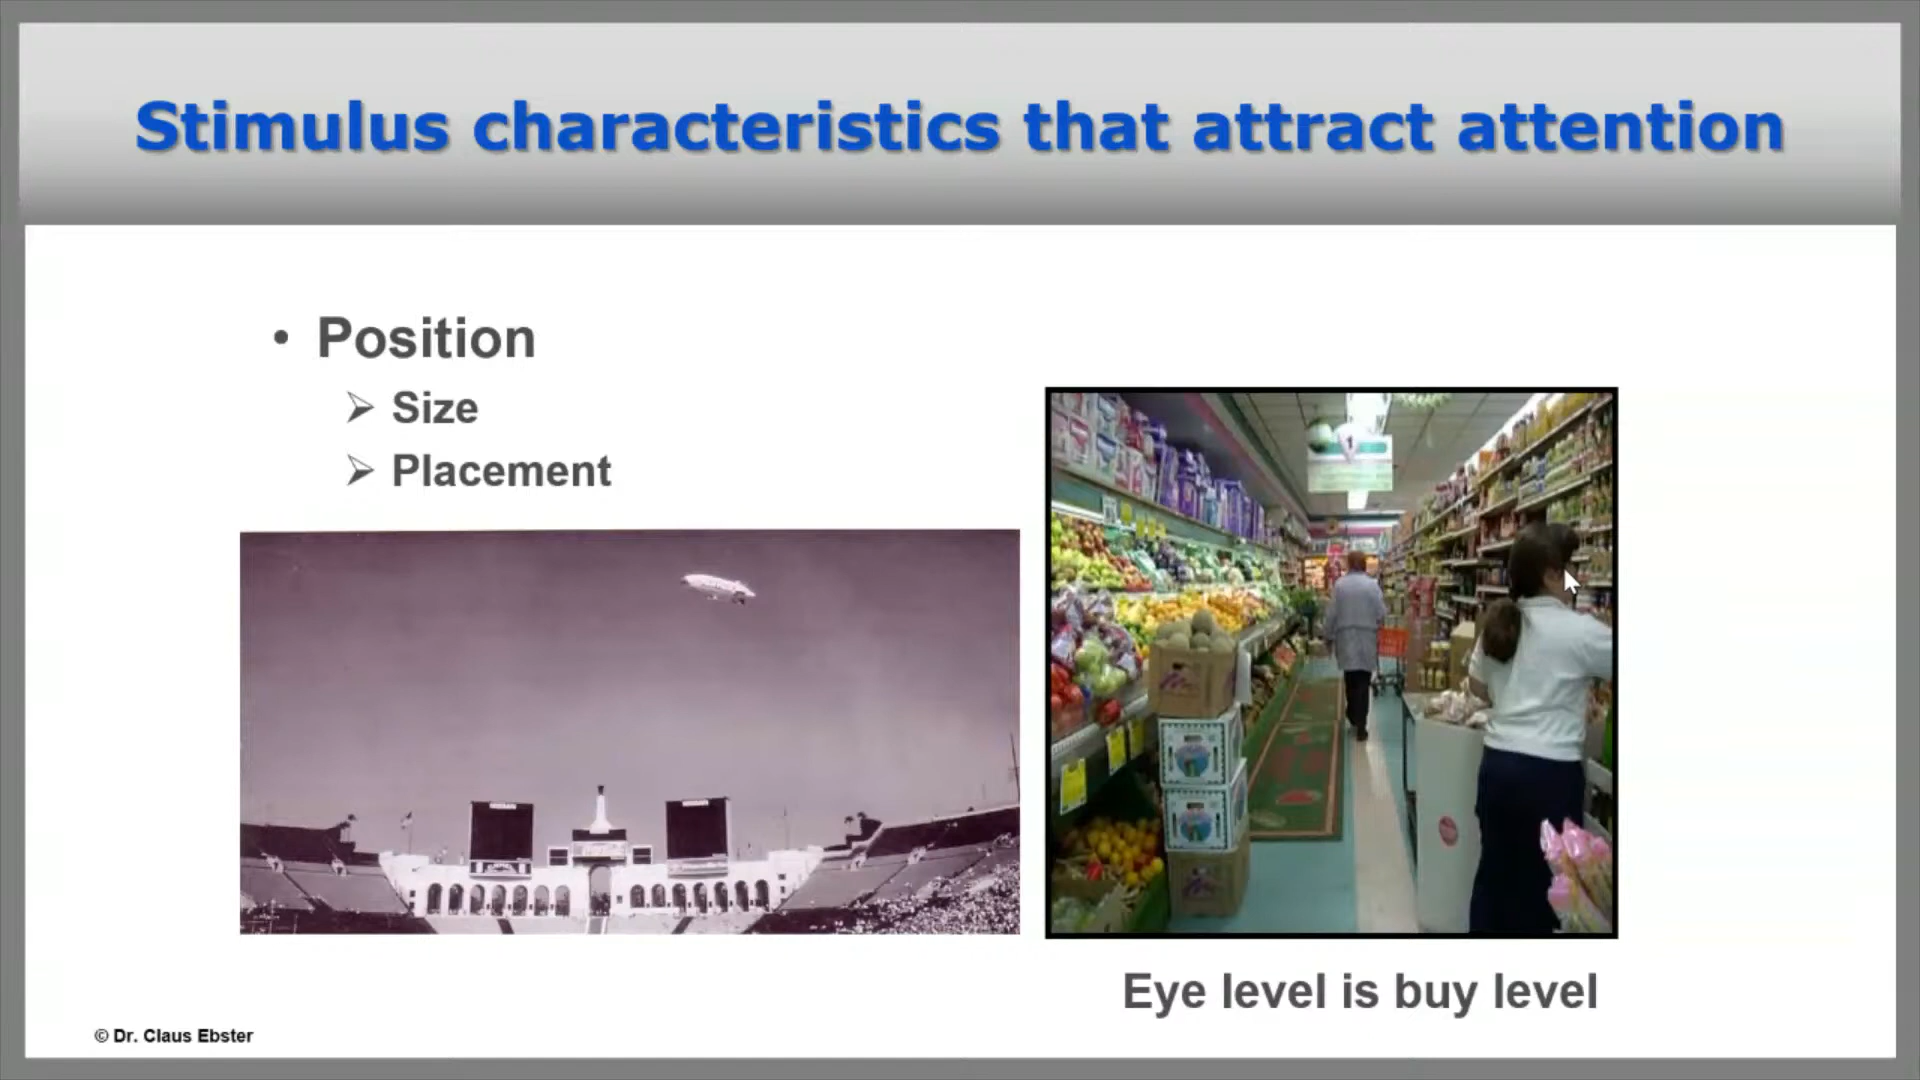 Stimulus characteristics that attract attention
• Position
➢ Size
➢ Placement
Eye level is buy level
© Dr. Claus Ebster